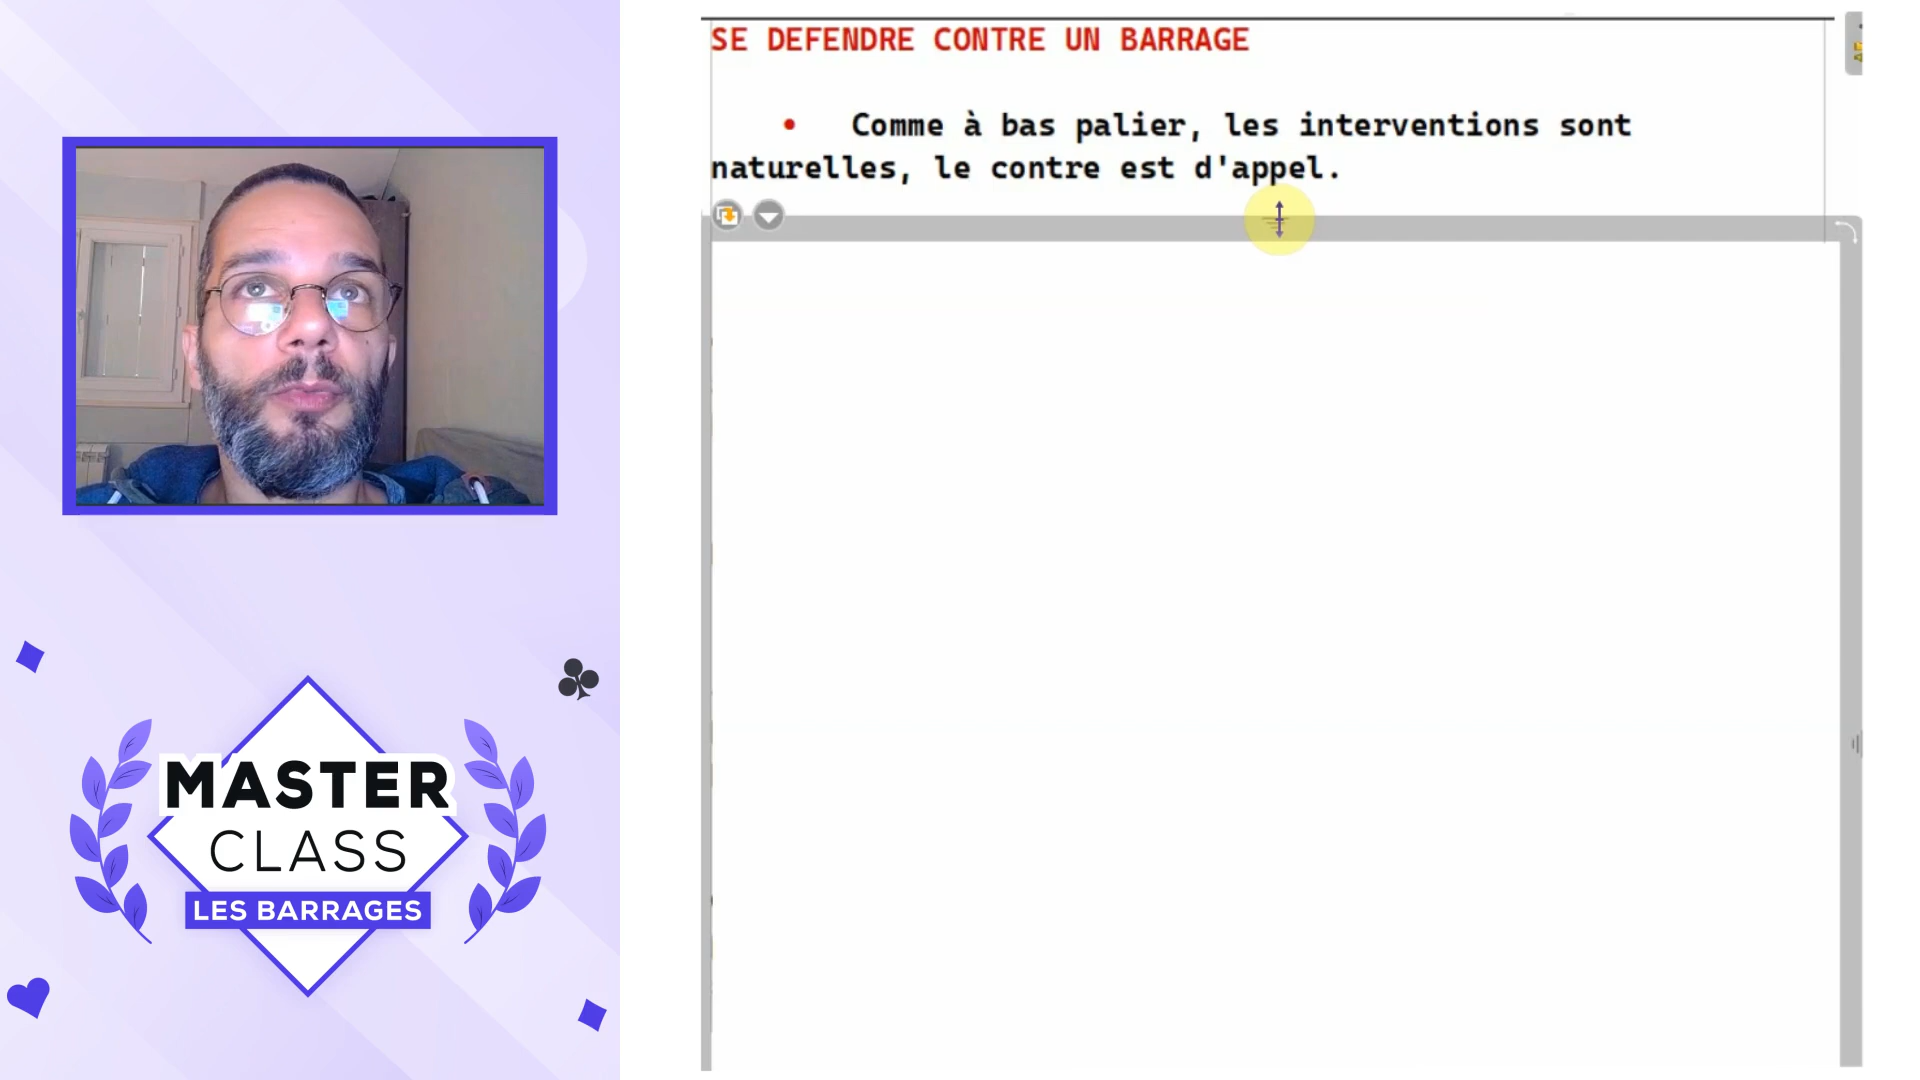 SE DEFENDRE CONTRE UN BARRAGE
• Comme à bas palier, les interventions sont
naturelles, le contre est d'appel.
MASTER
CLASS
LES BARRAGES